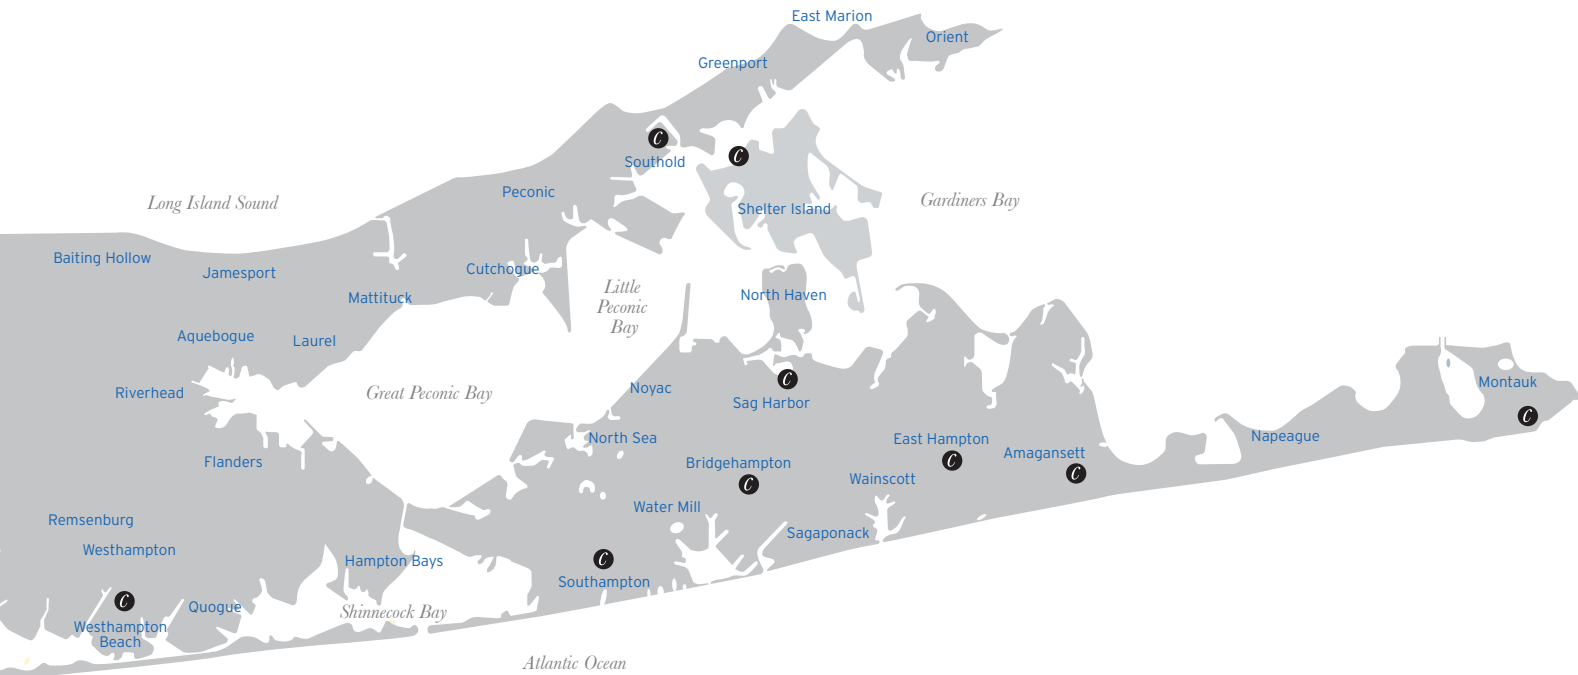 East Marion
Orient
Greenport
C
Southold
C
Peconic
Long Island Sound
Gardiners Bay
Shelter Island
Baiting Hollow
Jamesport
Cutchogue
Mattituck
Little
Peconic
Bay
North Haven
Aquebogue
Laurel
Riverhead
Great Peconic Bay
Noyac
C
Sag Harbor
Montauk
C
Flanders
North Sea
East Hampton
C
Napeague
Bridgehampton
C
Amagansett
C
Wainscott
Remsenburg
Water Mill
Westhampton
Sagaponack
Hampton Bays
C
Southampton
C
Westhampton
Beach
Quogue
Shinnecock Bay
Atlantic Ocean